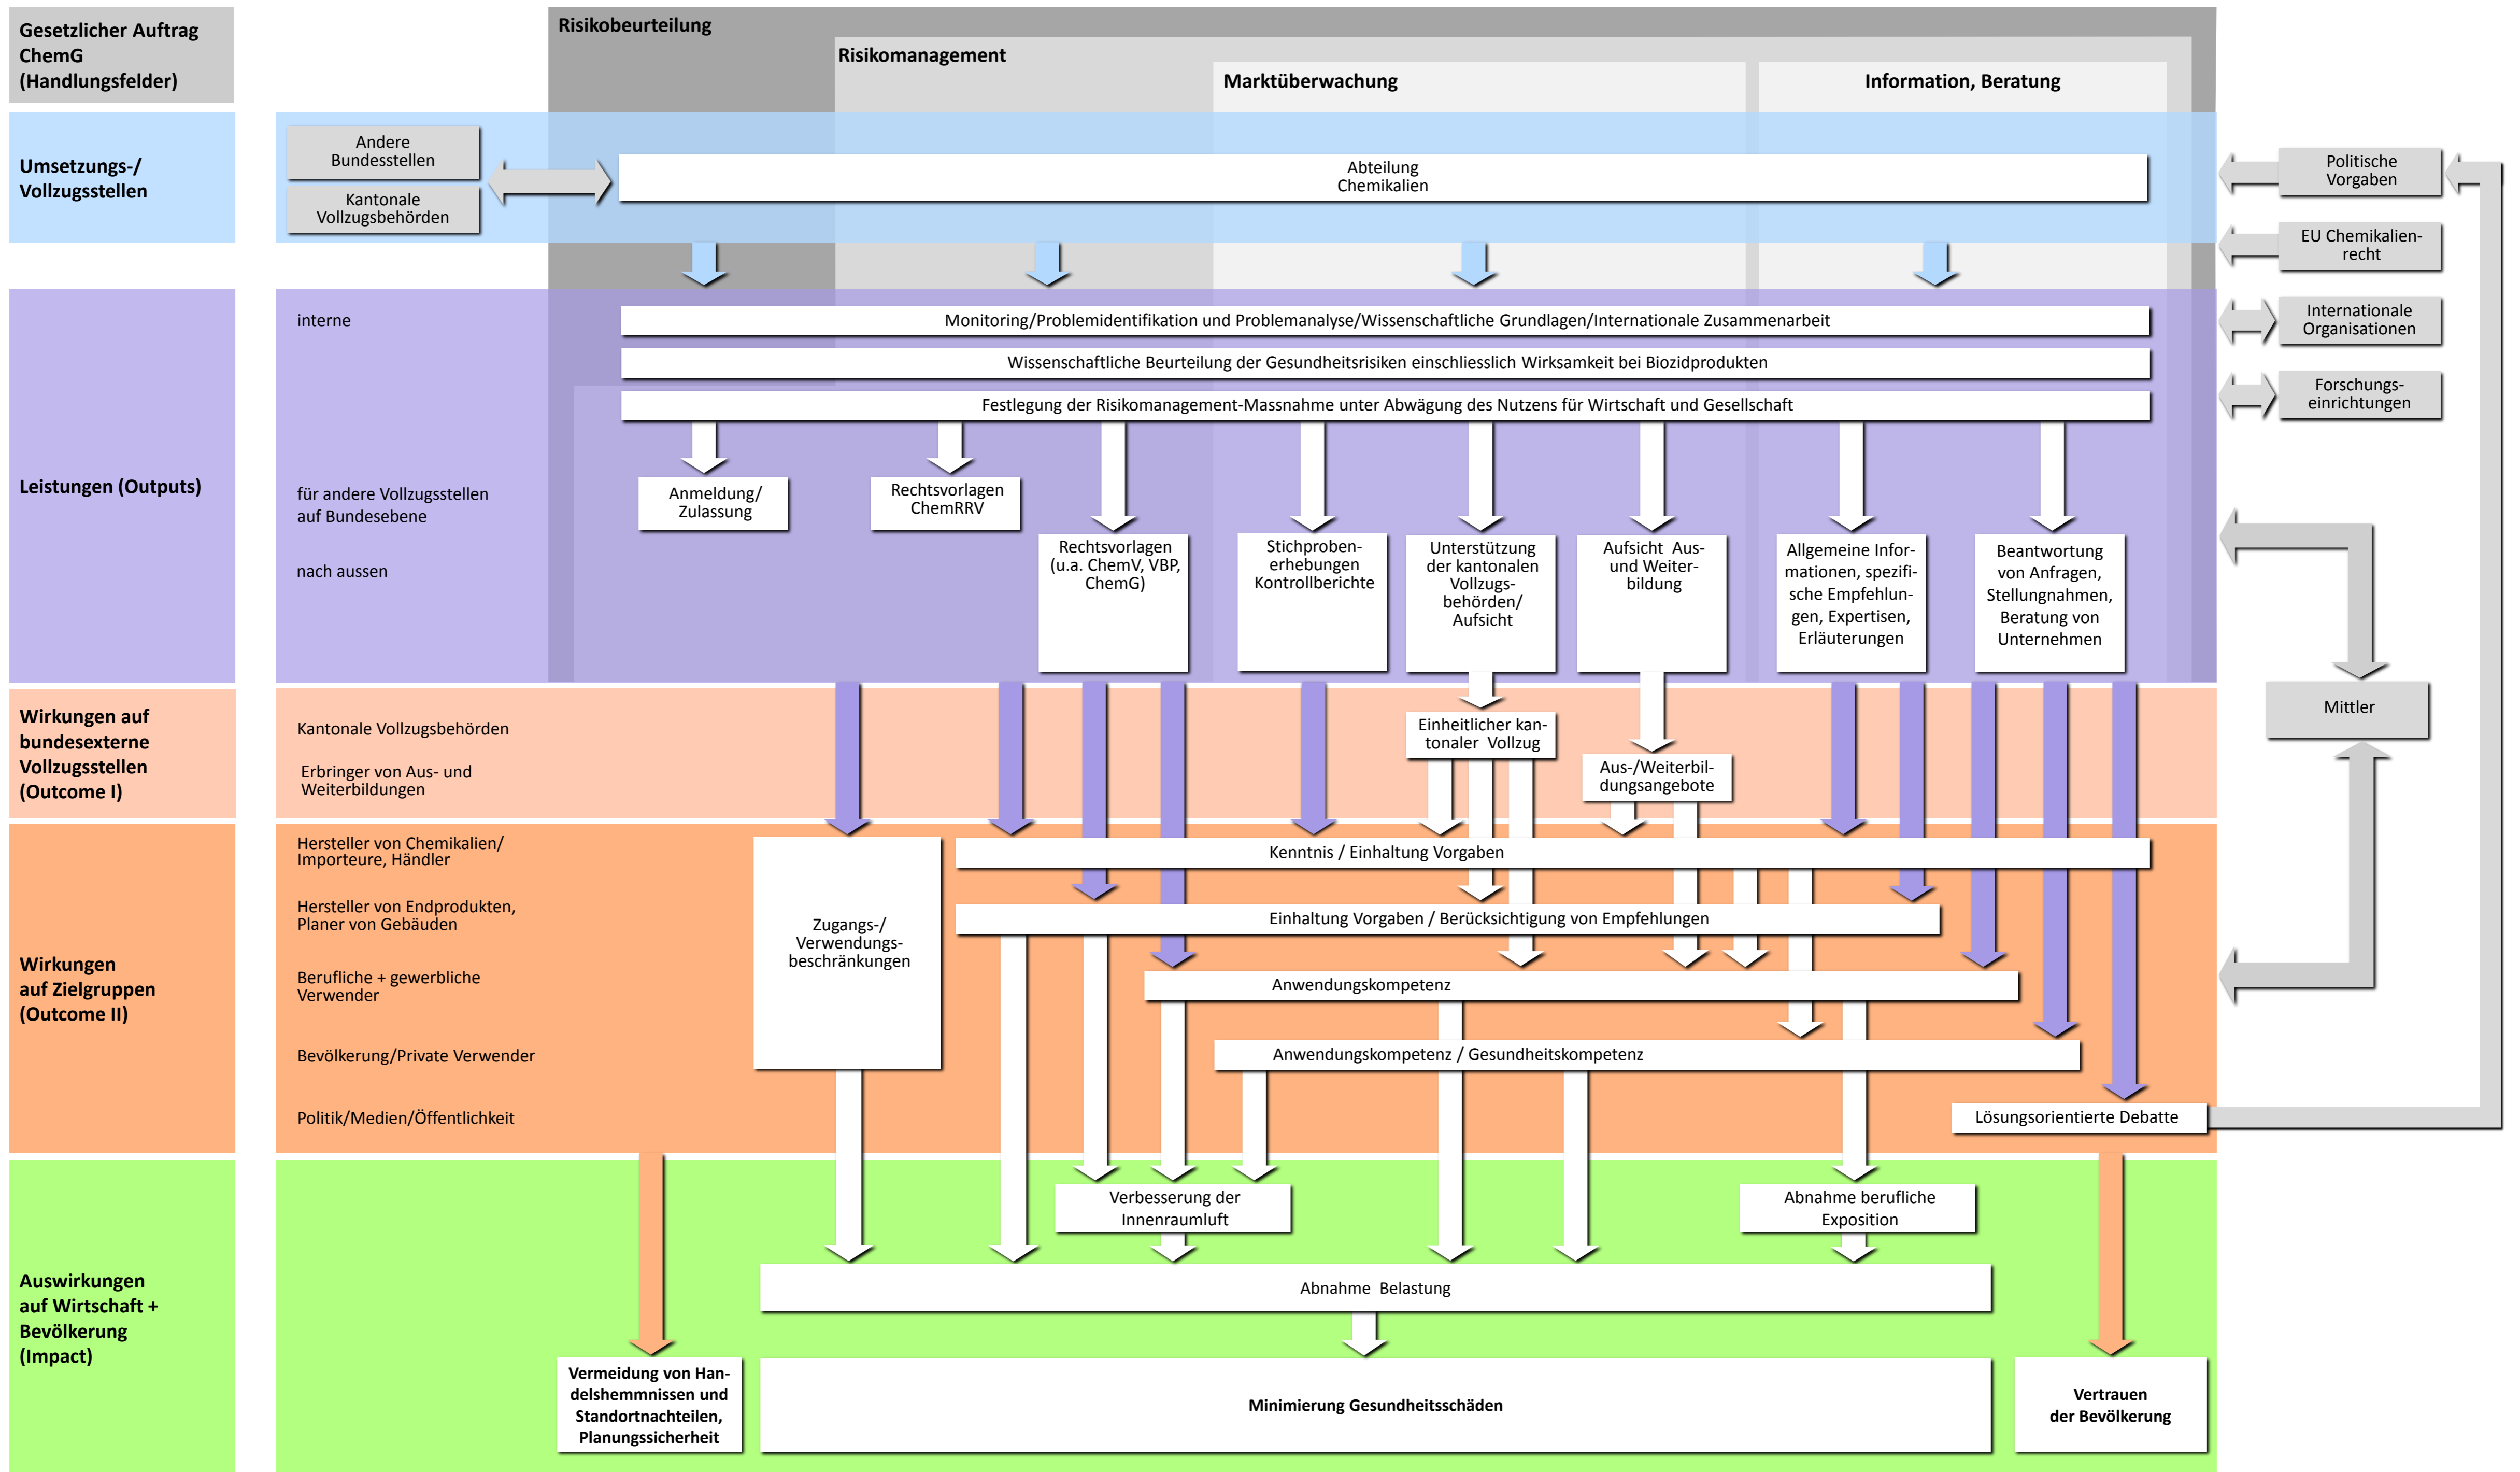 Gesetzlicher Auftrag
ChemG
(Handlungsfelder)
Risikobeurteilung
Risikomanagement
Marktüberwachung
Information, Beratung
Umsetzungs-/
Vollzugsstellen
Andere
Bundesstellen
Kantonale
Vollzugsbehörden
Abteilung
Chemikalien
Politische
Vorgaben
EU Chemikalien-
recht
Leistungen (Outputs)
interne
Monitoring/Problemidentifikation und Problemanalyse/Wissenschaftliche Grundlagen/Internationale Zusammenarbeit
Internationale
Organisationen
Wissenschaftliche Beurteilung der Gesundheitsrisiken einschliesslich Wirksamkeit bei Biozidprodukten
Festlegung der Risikomanagement-Massnahme unter Abwägung des Nutzens für Wirtschaft und Gesellschaft
Forschungs-
einrichtungen
für andere Vollzugsstellen
auf Bundesebene
Anmeldung/
Zulassung
Rechtsvorlagen
ChemRRV
nach aussen
Rechtsvorlagen
(u.a. ChemV, VBP,
ChemG)
Stichproben-
erhebungen
Kontrollberichte
Unterstützung
der kantonalen
Vollzugs-
behörden/
Aufsicht
Aufsicht Aus-
und Weiter-
bildung
Allgemeine Infor-
mationen, spezifi-
sche Empfehlun-
gen, Expertisen,
Erläuterungen
Beantwortung
von Anfragen,
Stellungnahmen,
Beratung von
Unternehmen
Wirkungen auf
bundesexterne
Vollzugsstellen
(Outcome I)
Kantonale Vollzugsbehörden
Einheitlicher kan-
tonaler Vollzug
Mittler
Erbringer von Aus- und
Weiterbildungen
Aus-/Weiterbil-
dungsangebote
Wirkungen
auf Zielgruppen
(Outcome II)
Hersteller von Chemikalien/
Importeure, Händler
Kenntnis / Einhaltung Vorgaben
Hersteller von Endprodukten,
Planer von Gebäuden
Einhaltung Vorgaben / Berücksichtigung von Empfehlungen
Zugangs-/
Verwendungs-
beschränkungen
Berufliche + gewerbliche
Verwender
Anwendungskompetenz
Bevölkerung/Private Verwender
Anwendungskompetenz / Gesundheitskompetenz
Politik/Medien/Öffentlichkeit
Lösungsorientierte Debatte
Auswirkungen
auf Wirtschaft +
Bevölkerung
(Impact)
Verbesserung der
Innenraumluft
Abnahme berufliche
Exposition
Abnahme Belastung
Vermeidung von Han-
delshemmnissen und
Standortnachteilen,
Planungssicherheit
Minimierung Gesundheitsschäden
Vertrauen
der Bevölkerung